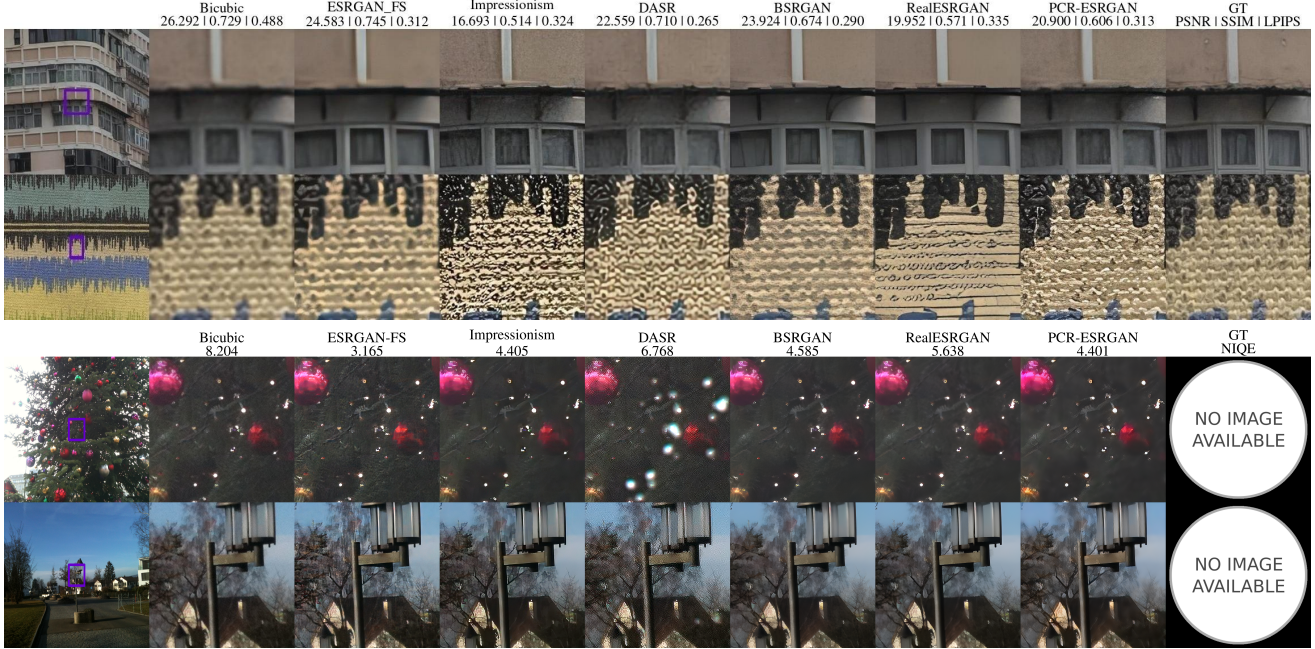 Bicubic
26.292 | 0.729 | 0.488
ESRGAN_FS
24.583 | 0.745 | 0.312
Impressionism
16.693 | 0.514 | 0.324
DASR
22.559 | 0.710 | 0.265
BSRGAN
23.924 | 0.674 | 0.290
RealESRGAN
19.952 | 0.571 | 0.335
PCR-ESRGAN
20.900 | 0.606 | 0.313
GT
PSNR | SSIM | LPIPS
Bicubic
8.204
ESRGAN-FS
3.165
Impressionism
4.405
DASR
6.768
BSRGAN
4.585
RealESRGAN
5.638
PCR-ESRGAN
4.401
GT
NIQE
NO IMAGE
AVAILABLE
NO IMAGE
AVAILABLE